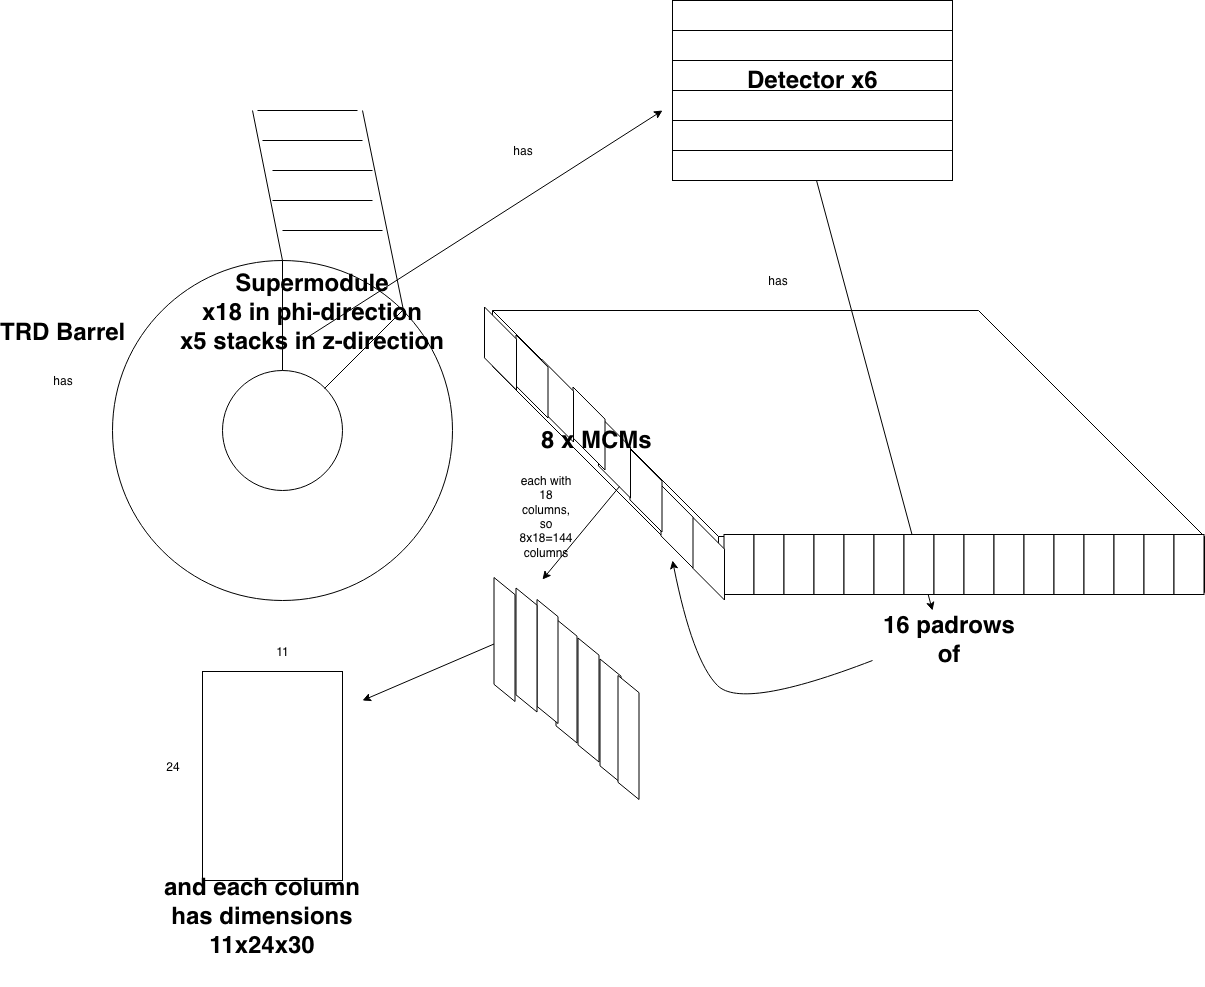 Detector x6
has
Supermodule
x18 in phi-direction
x5 stacks in z-direction
TRD Barrel
has
has
8 x MCMs
each with
18
columns,
so
8x18=144
columns
16 padrows
of
11
24
and each column
has dimensions
11x24x30